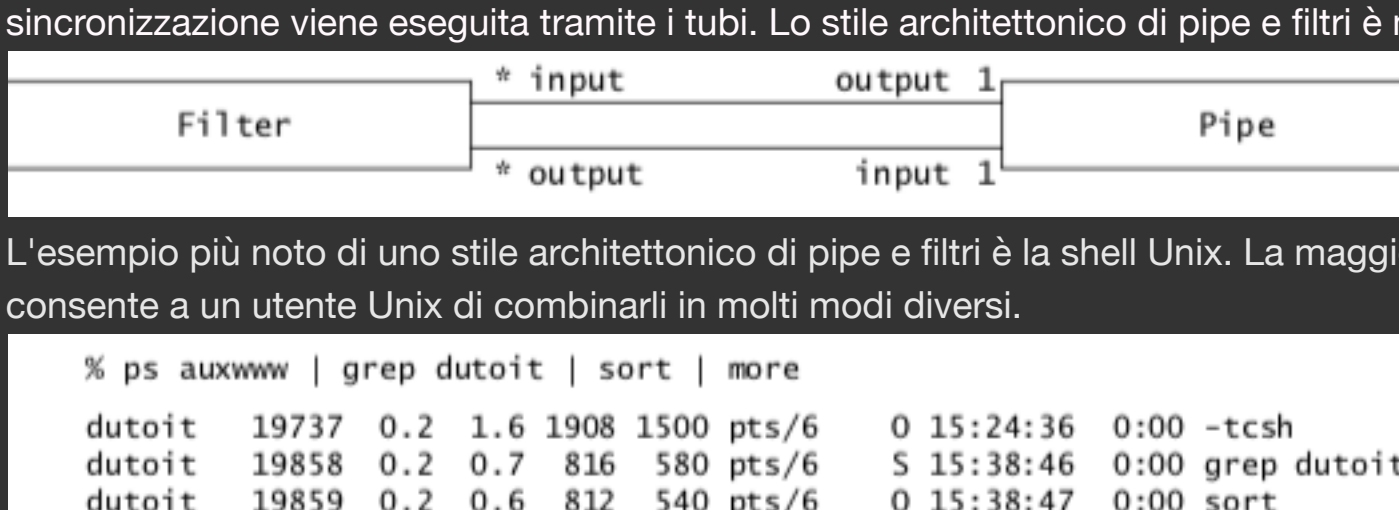 sincronizzazione viene eseguita tramite i tubi. Lo stile architettonico di pipe e filtri è
* input output 1
Filter Pipe
* output input 1
L'esempio più noto di uno stile architettonico di pipe e filtri è la shell Unix. La maggi
consente a un utente Unix di combinarli in molti modi diversi.
% ps auxwww | grep dutoit | sort | more
dutoit 19737 0.2 1.6 1908 1500 pts/6 O 15:24:36 0:00 -tcsh
dutoit 19858 0.2 0.7 816 580 pts/6 S 15:38:46 0:00 grep dutoit
dutoit 19859 0.2 0.6 812 540 pts/6 O 15:38:47 0:00 sort